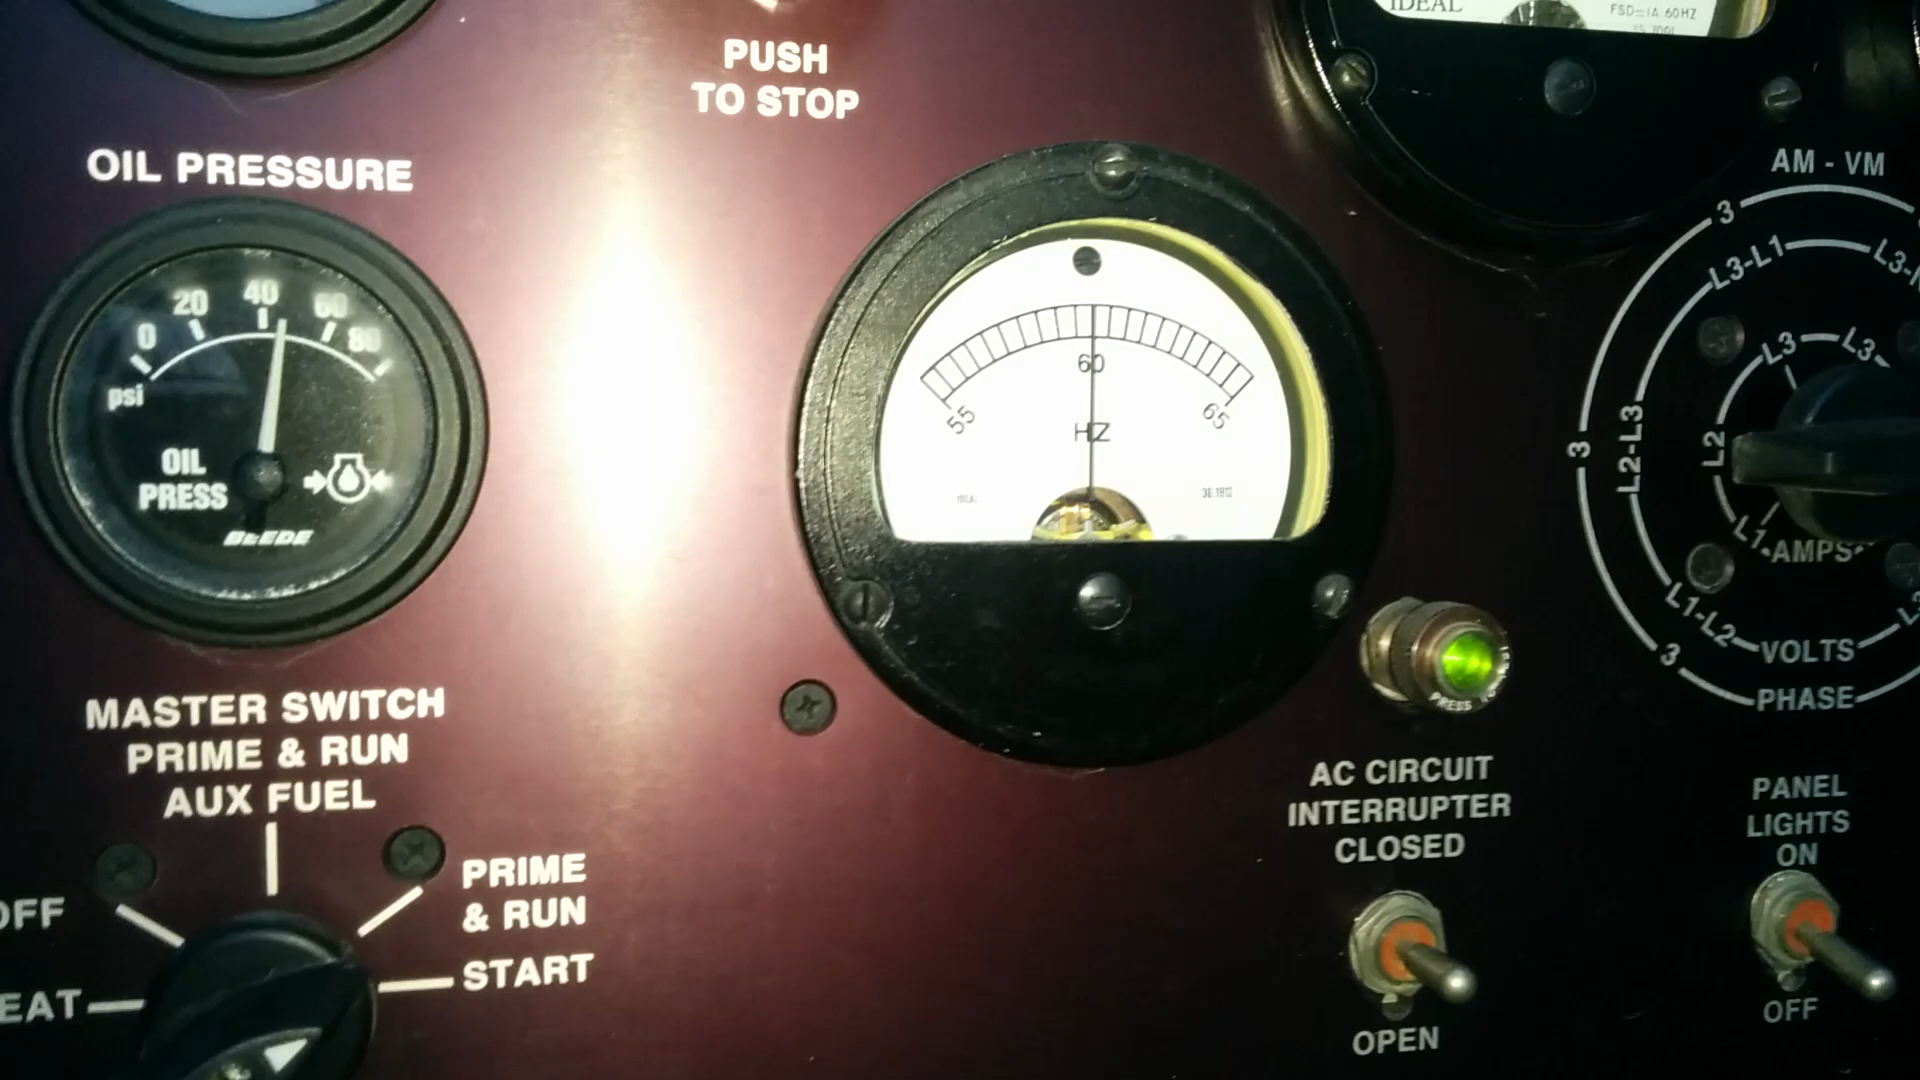 IDEAL
FSD=1A 60HZ
PUSH
TO STOP
OIL PRESSURE
0 20 40 60 80
psi
OIL
PRESS
BEEDE
55 60 65
HZ
IDEAL
AM - VM
3
L3-L1
L3
L3
3
L2-L3
L2
L1
AMPS
L1-L2
VOLTS
3
PHASE
PRESS
MASTER SWITCH
PRIME & RUN
AUX FUEL
OFF
PRIME
& RUN
START
EAT
AC CIRCUIT
INTERRUPTER
CLOSED
OPEN
PANEL
LIGHTS
ON
OFF